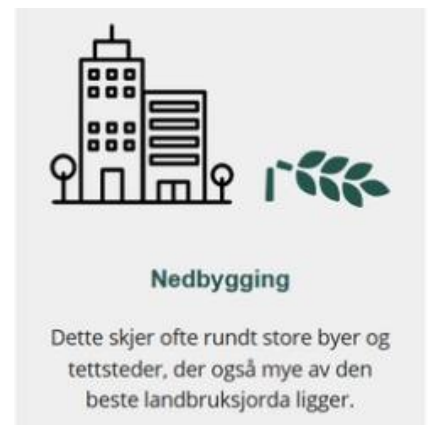 Nedbygging
Dette skjer ofte rundt store byer og
tettsteder, der også mye av den
beste landbruksjorda ligger.